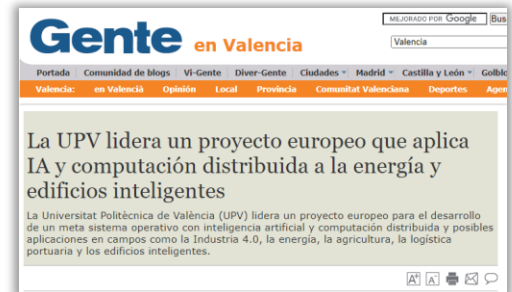 MEJORADO POR Google
Gente en Valencia
Valencia
Portada Comunidad de blogs Vi-Gente Diver-Gente Ciudades Madrid Castilla y León
Valencia: en Valencià Opinión Local Provincia Comunitat Valenciana Deportes
La UPV lidera un proyecto europeo que aplica
IA y computación distribuida a la energía y
edificios inteligentes
La Universitat Politècnica de València (UPV) lidera un proyecto europeo para el desarrollo
de un meta sistema operativo con inteligencia artificial y computación distribuida y posibles
aplicaciones en campos como la Industria 4.0, la energía, la agricultura, la logística
portuaria y los edificios inteligentes.
A+ A-